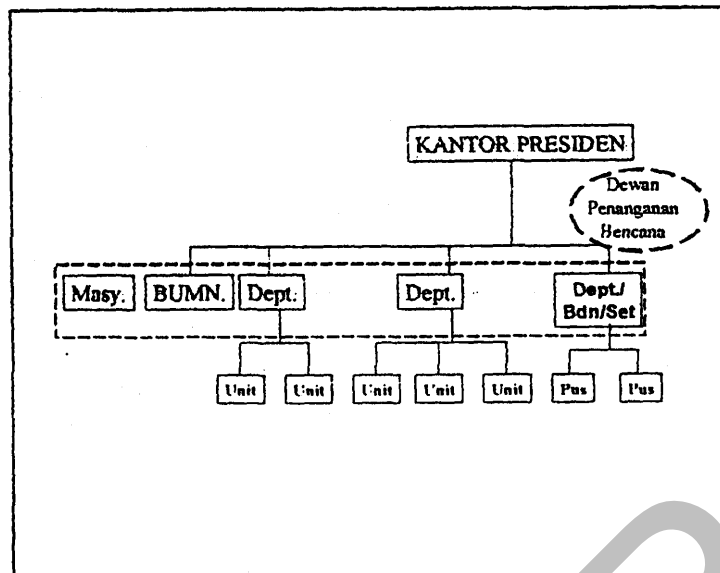 KANTOR PRESIDEN
Dewan
Penanganan
Bencana
Masy.
BUMN.
Dept.
Dept.
Dept./
Bdn/Set
Unit
Unit
Unit
Unit
Unit
Pus
Pus